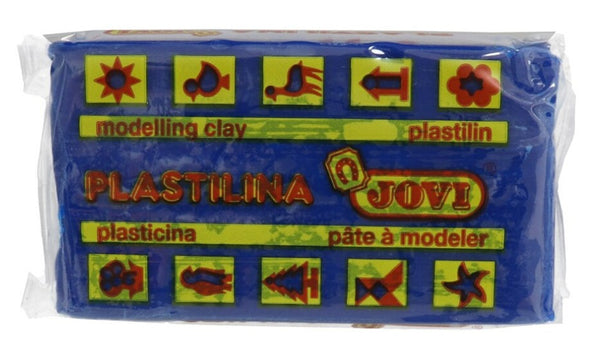 modelling clay plastilin
PLASTILINA JOVI ®
plasticina pâte à modeler